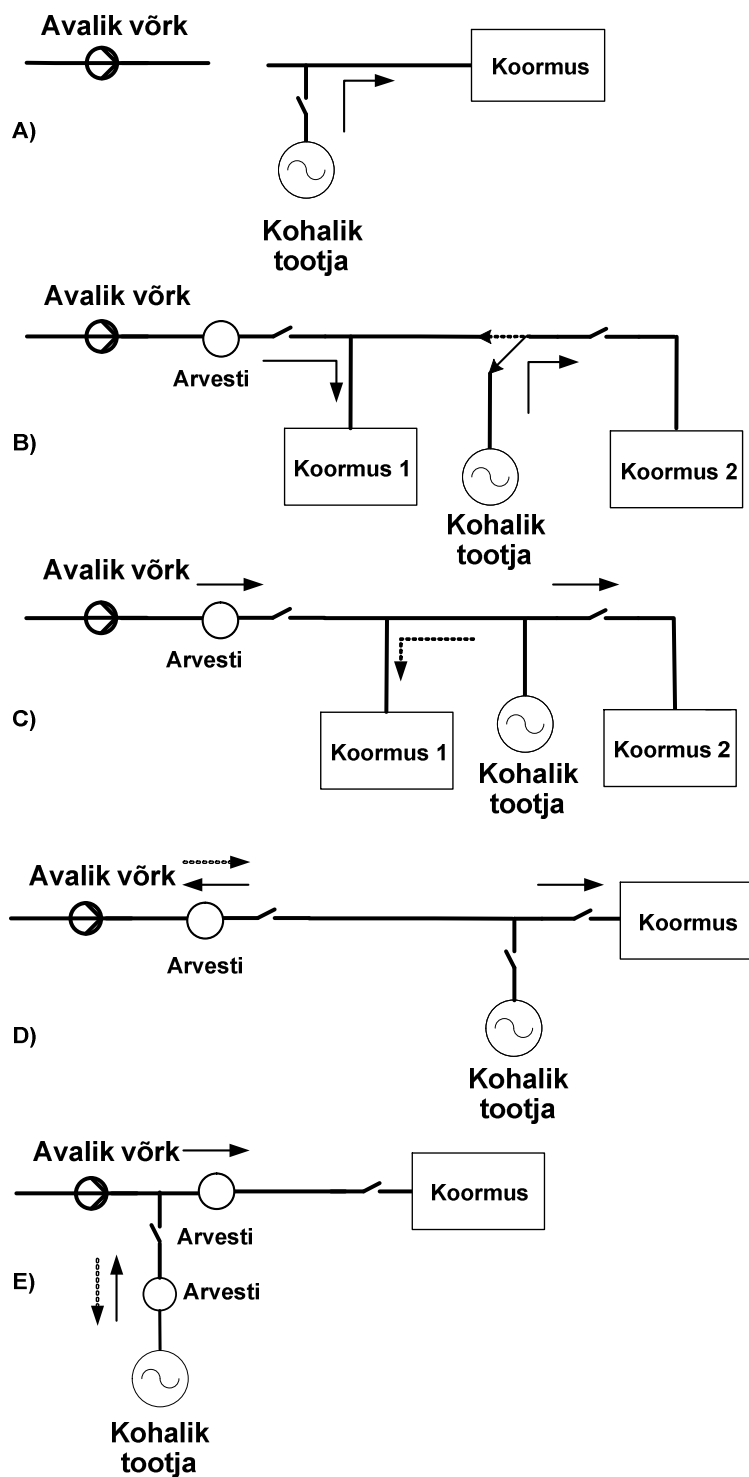 Avalik võrk
Koormus
A)
Kohalik
tootja
Avalik võrk
Arvesti
B)
Koormus 1
Koormus 2
Kohalik
tootja
Avalik võrk
Arvesti
C)
Koormus 1
Koormus 2
Kohalik
tootja
Avalik võrk
Koormus
Arvesti
D)
Kohalik
tootja
Avalik võrk
Koormus
Arvesti
E)
Arvesti
Kohalik
tootja